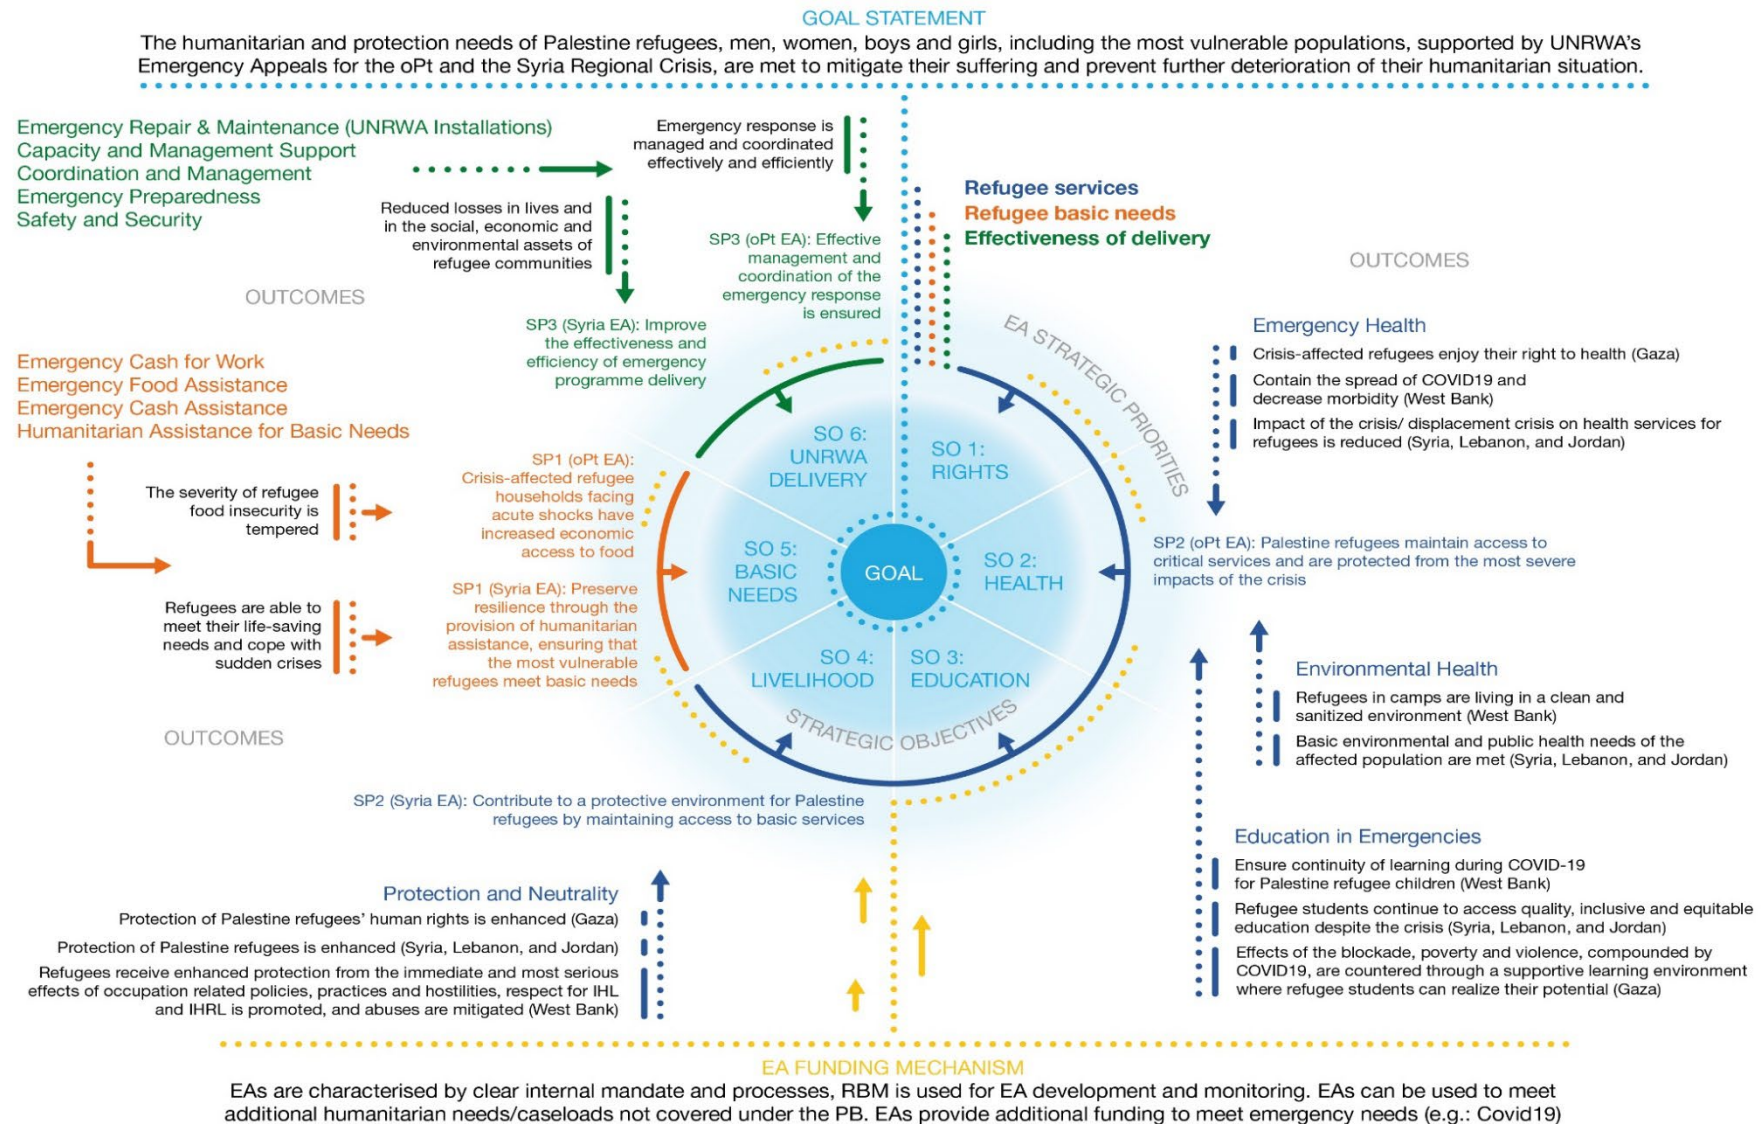 GOAL STATEMENT
The humanitarian and protection needs of Palestine refugees, men, women, boys and girls, including the most vulnerable populations, supported by UNRWA's
Emergency Appeals for the oPt and the Syria Regional Crisis, are met to mitigate their suffering and prevent further deterioration of their humanitarian situation.
Emergency Repair & Maintenance (UNRWA Installations)
Capacity and Management Support
Coordination and Management
Emergency Preparedness
Safety and Security
Emergency response is
managed and coordinated
effectively and efficiently
Reduced losses in lives and
in the social, economic and
environmental assets of
refugee communities
SP3 (oPt EA): Effective
management and
coordination of the
emergency response
is ensured
SP3 (Syria EA): Improve
the effectiveness and
efficiency of emergency
programme delivery
Refugee services
Refugee basic needs
Effectiveness of delivery
OUTCOMES
OUTCOMES
Emergency Cash for Work
Emergency Food Assistance
Emergency Cash Assistance
Humanitarian Assistance for Basic Needs
The severity of refugee
food insecurity is
tempered
Refugees are able to
meet their life-saving
needs and cope with
sudden crises
SP1 (oPt EA):
Crisis-affected refugee
households facing
acute shocks have
increased economic
access to food
SP1 (Syria EA): Preserve
resilience through the
provision of humanitarian
assistance, ensuring that
the most vulnerable
refugees meet basic needs
OUTCOMES
EA STRATEGIC PRIORITIES
SO 6:
UNRWA
DELIVERY
SO 1:
RIGHTS
SO 5:
BASIC
NEEDS
GOAL
SO 2:
HEALTH
SO 4:
LIVELIHOOD
SO 3:
EDUCATION
STRATEGIC OBJECTIVES
Emergency Health
Crisis-affected refugees enjoy their right to health (Gaza)
Contain the spread of COVID19 and
decrease morbidity (West Bank)
Impact of the crisis/ displacement crisis on health services for
refugees is reduced (Syria, Lebanon, and Jordan)
SP2 (oPt EA): Palestine refugees maintain access to
critical services and are protected from the most severe
impacts of the crisis
Environmental Health
Refugees in camps are living in a clean and
sanitized environment (West Bank)
Basic environmental and public health needs of the
affected population are met (Syria, Lebanon, and Jordan)
Education in Emergencies
Ensure continuity of learning during COVID-19
for Palestine refugee children (West Bank)
Refugee students continue to access quality, inclusive and equitable
education despite the crisis (Syria, Lebanon, and Jordan)
Effects of the blockade, poverty and violence, compounded by
COVID19, are countered through a supportive learning environment
where refugee students can realize their potential (Gaza)
SP2 (Syria EA): Contribute to a protective environment for Palestine
refugees by maintaining access to basic services
Protection and Neutrality
Protection of Palestine refugees' human rights is enhanced (Gaza)
Protection of Palestine refugees is enhanced (Syria, Lebanon, and Jordan)
Refugees receive enhanced protection from the immediate and most serious
effects of occupation related policies, practices and hostilities, respect for IHL
and IHRL is promoted, and abuses are mitigated (West Bank)
EA FUNDING MECHANISM
EAs are characterised by clear internal mandate and processes, RBM is used for EA development and monitoring. EAs can be used to meet
additional humanitarian needs/caseloads not covered under the PB. EAs provide additional funding to meet emergency needs (e.g.: Covid19)